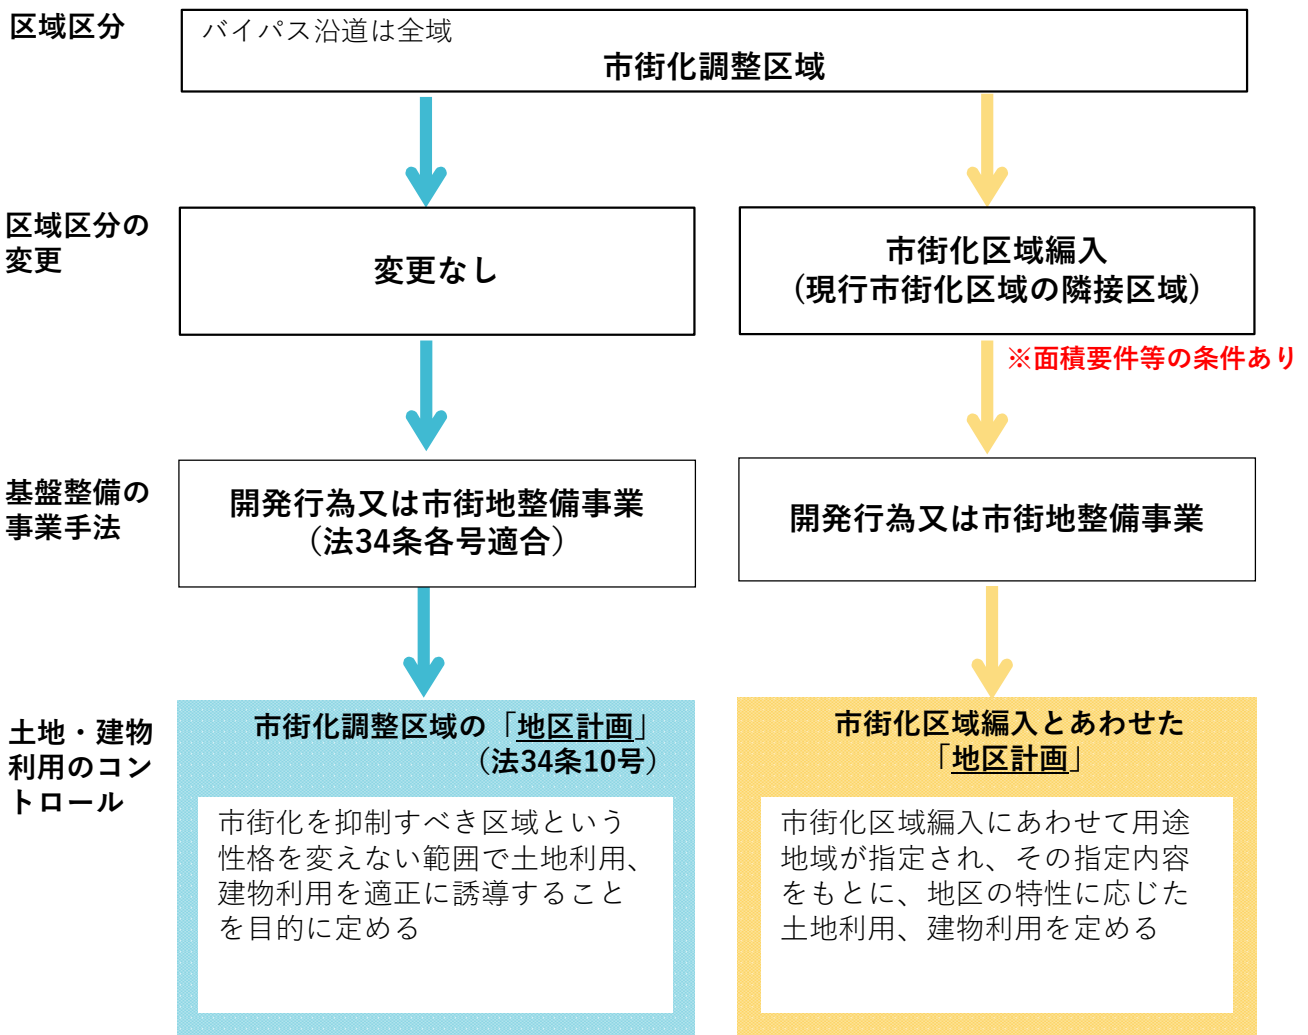 区域区分
バイパス沿道は全域
市街化調整区域
区域区分の
変更
変更なし
市街化区域編入
（現行市街化区域の隣接区域）
※面積要件等の条件あり
基盤整備の
事業手法
開発行為又は市街地整備事業
（法34条各号適合）
開発行為又は市街地整備事業
土地・建物
利用のコン
トロール
市街化調整区域の「地区計画」
（法34条10号）
市街化を抑制すべき区域という
性格を変えない範囲で土地利用、
建物利用を適正に誘導すること
を目的に定める
市街化区域編入とあわせた
「地区計画」
市街化区域編入にあわせて用途
地域が指定され、その指定内容
をもとに、地区の特性に応じた
土地利用、建物利用を定める